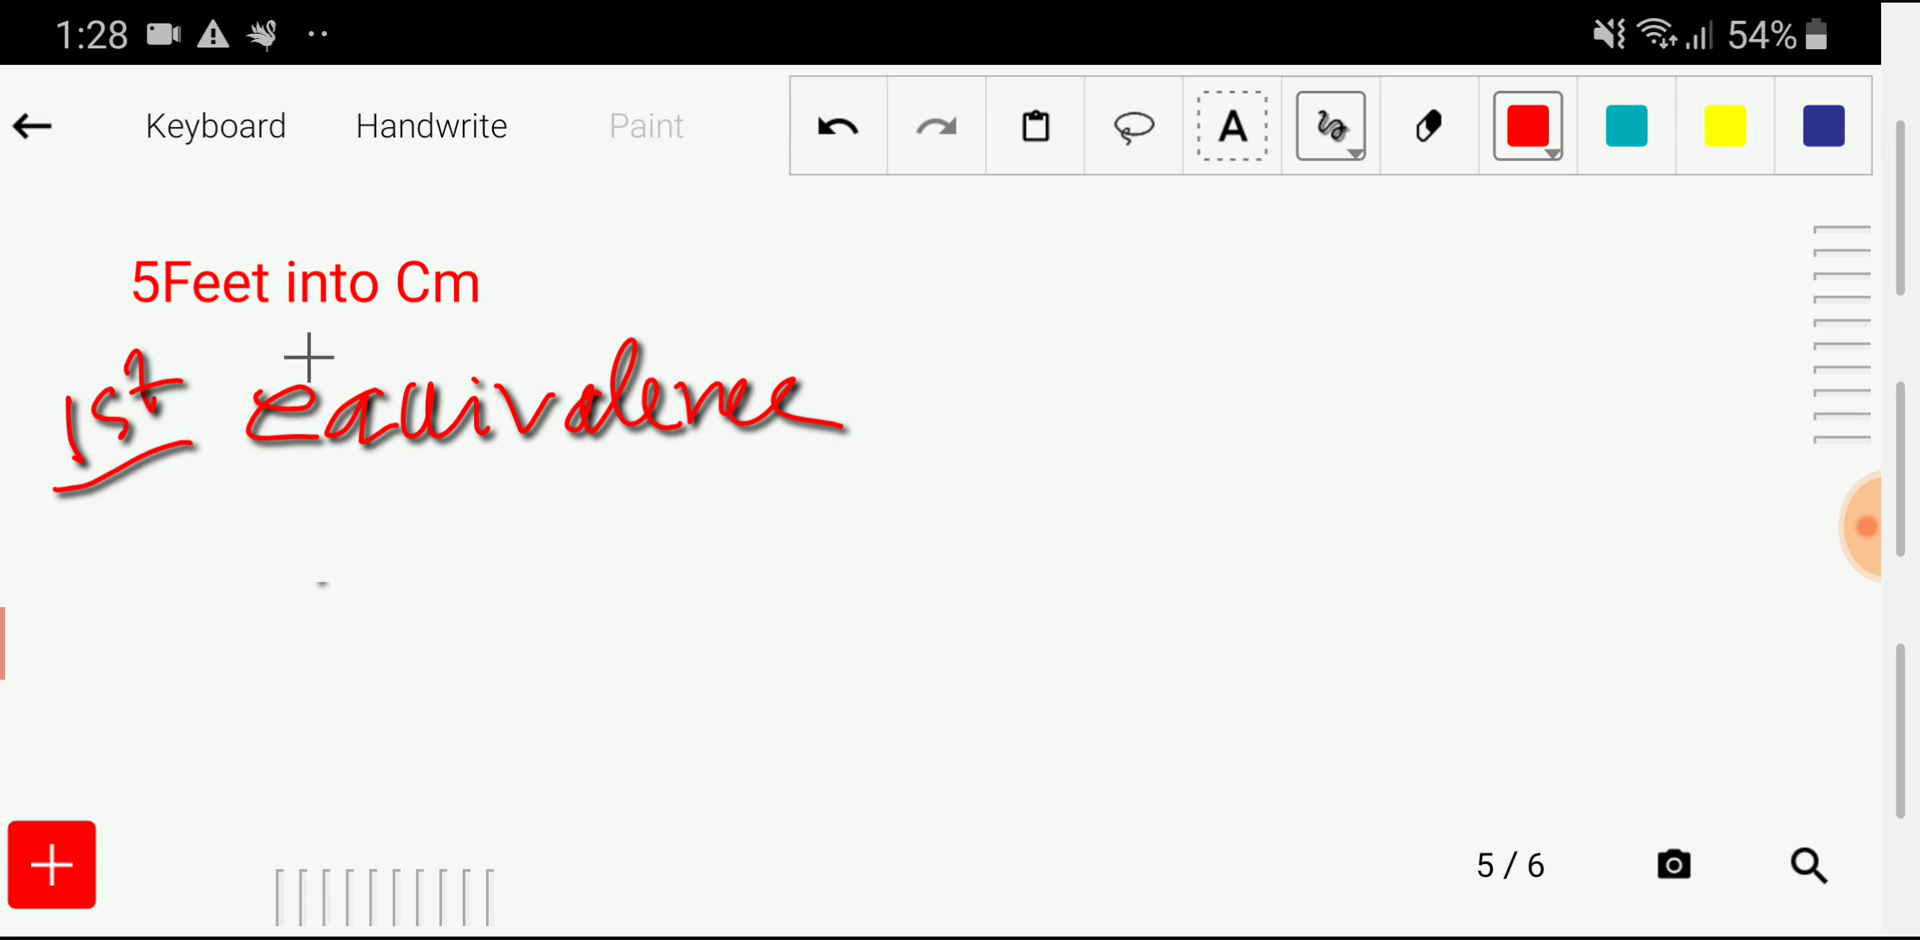 1:28 54%
Keyboard Handwrite Paint A
5Feet into Cm
1st equivalence
5 / 6